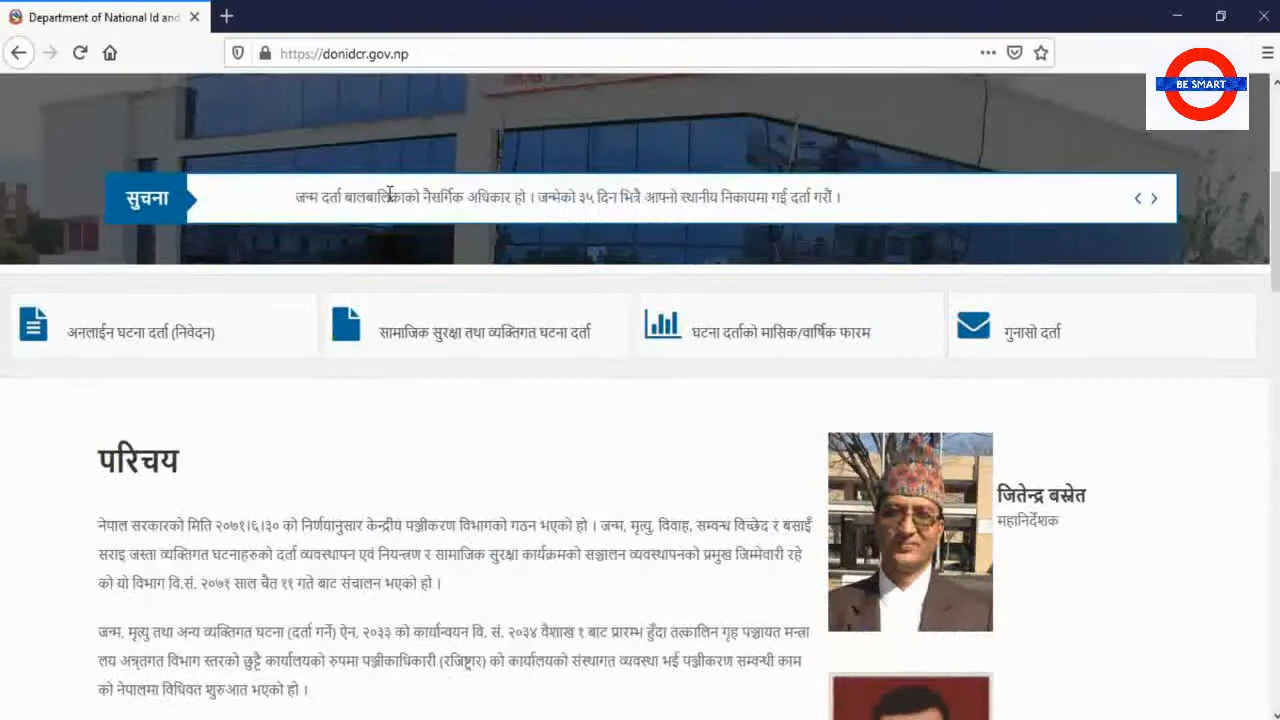 Department of National Id and
https://donidcr.gov.np
BE SMART
सुचना
जन्म दर्ता बालबालिकाको नैसर्गिक अधिकार हो । जन्मेको ३५ दिन भित्रै आफ्नो स्थानीय निकायमा गई दर्ता गरौं ।
अनलाईन घटना दर्ता (निवेदन)
सामाजिक सुरक्षा तथा व्यक्तिगत घटना दर्ता
घटना दर्ताको मासिक/वार्षिक फारम
गुनासो दर्ता
परिचय
नेपाल सरकारको मिति २०७१।६।३० को निर्णयानुसार केन्द्रीय पञ्जीकरण विभागको गठन भएको हो । जन्म, मृत्यु, विवाह, सम्वन्ध विच्छेद र बसाइँ
सराइ जस्ता व्यक्तिगत घटनाहरुको दर्ता व्यवस्थापन एवं नियन्त्रण र सामाजिक सुरक्षा कार्यक्रमको सञ्चालन व्यवस्थापनको प्रमुख जिम्मेवारी रहे
को यो विभाग वि.सं. २०७१ साल चैत ११ गते बाट संचालन भएको हो ।
जन्म, मृत्यु तथा अन्य व्यक्तिगत घटना (दर्ता गर्ने) ऐन, २०३३ को कार्यान्वयन वि. सं. २०३४ वैशाख १ बाट प्रारम्भ हुँदा तत्कालिन गृह पञ्चायत मन्त्रा
लय अन्र्तगत विभाग स्तरको छुट्टै कार्यालयको रुपमा पञ्जीकाधिकारी (रजिष्ट्रार) को कार्यालयको संस्थागत व्यवस्था भई पञ्जीकरण सम्वन्धी काम
को नेपालमा विधिवत शुरुआत भएको हो ।
जितेन्द्र बस्नेत
महानिर्देशक